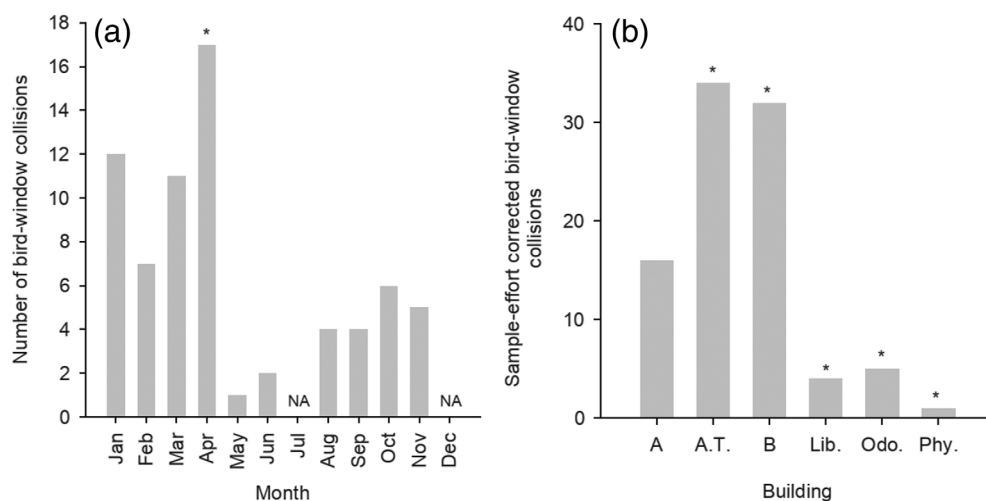 (a)
Number of bird-window collisions
18
16
14
12
10
8
6
4
2
0
*
NA
NA
Jan
Feb
Mar
Apr
May
Jun
Jul
Aug
Sep
Oct
Nov
Dec
Month
(b)
Sample-effort corrected bird-window
collisions
40
30
20
10
0
*
*
*
*
*
A
A.T.
B
Lib.
Odo.
Phy.
Building